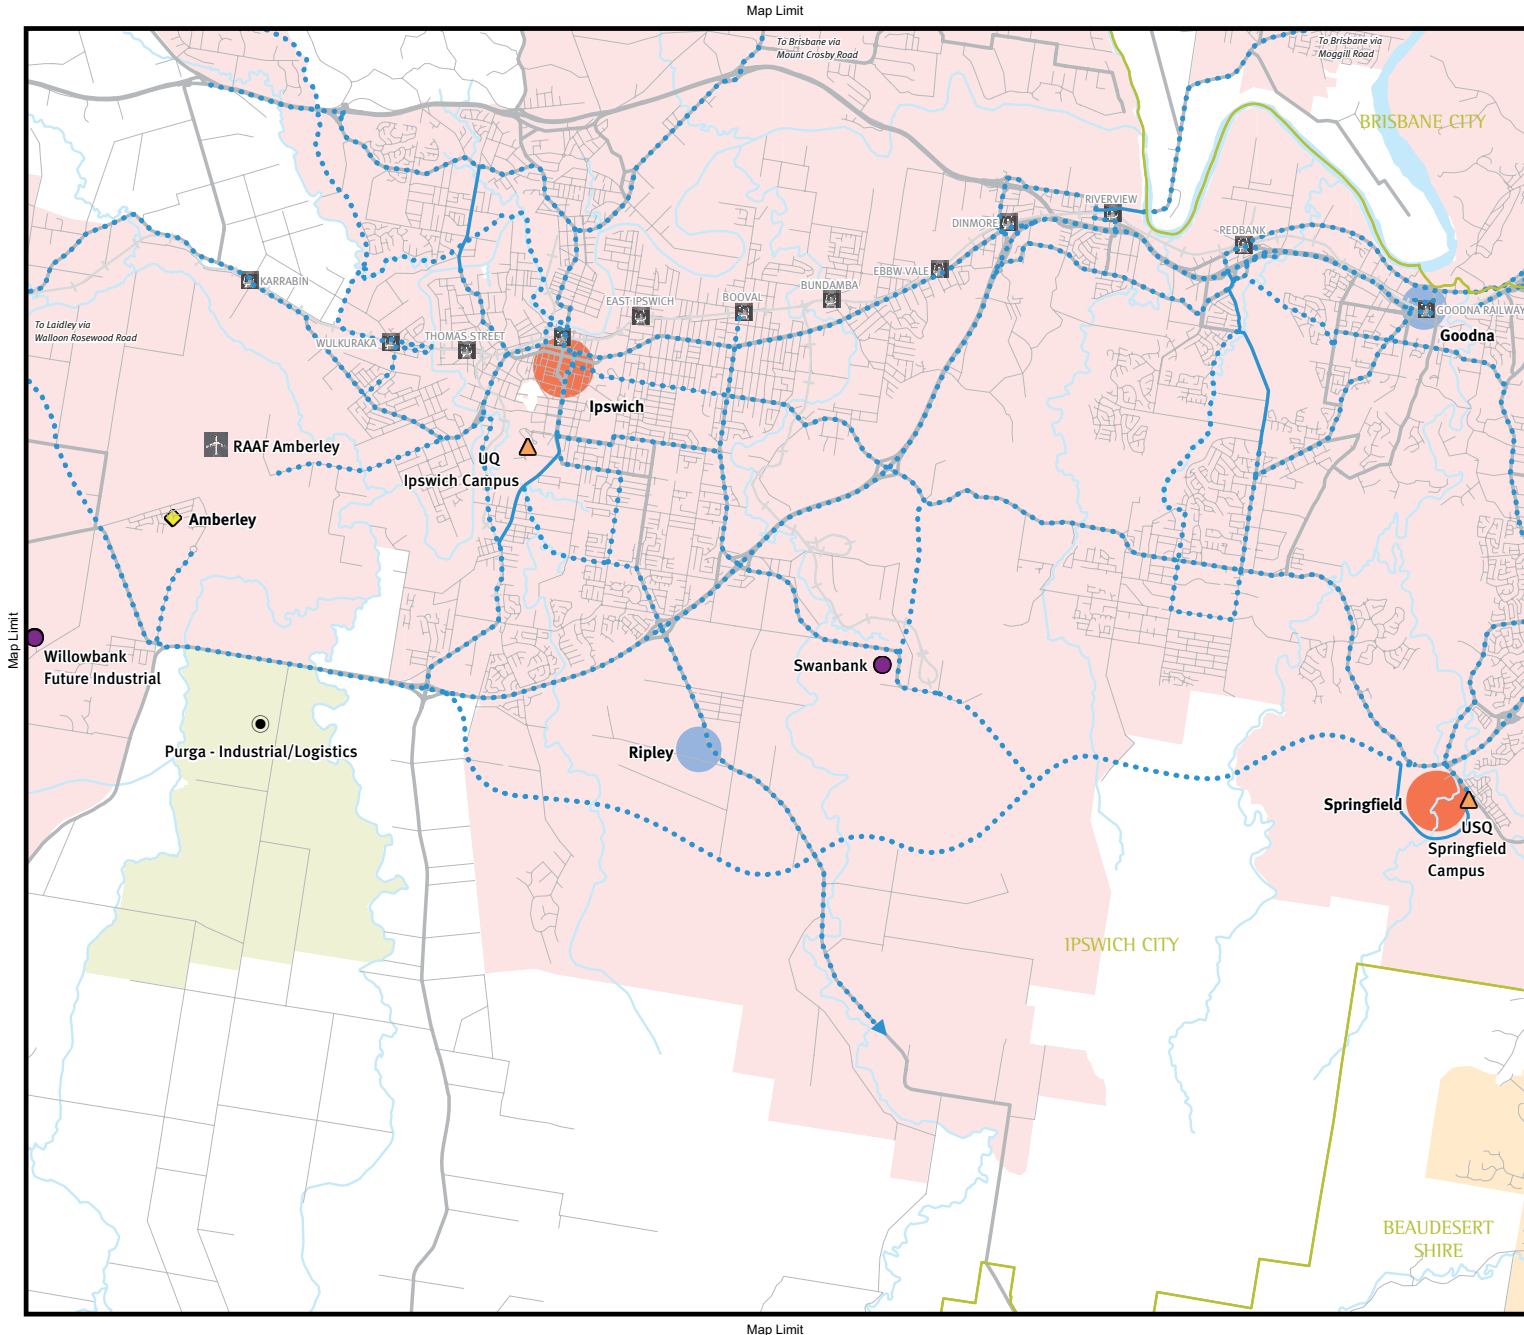 Map Limit
To Brisbane via
Mount Crosby Road
To Brisbane via
Moggill Road
BRISBANE CITY
RIVERVIEW
DINMORE
REDBANK
KARRABIN
EBBW VALE
BUNDAMBA
BOOVAL
EAST IPSWICH
GOODNA RAILWAY
To Laidley via
Walloon Rosewood Road
WULKURAKA
THOMAS STREET
Goodna
Ipswich
RAAF Amberley
UQ
Ipswich Campus
Amberley
Map Limit
Willowbank
Future Industrial
Swanbank
Purga - Industrial/Logistics
Ripley
Springfield
USQ
Springfield
Campus
IPSWICH CITY
BEAUDESERT
SHIRE
Map Limit